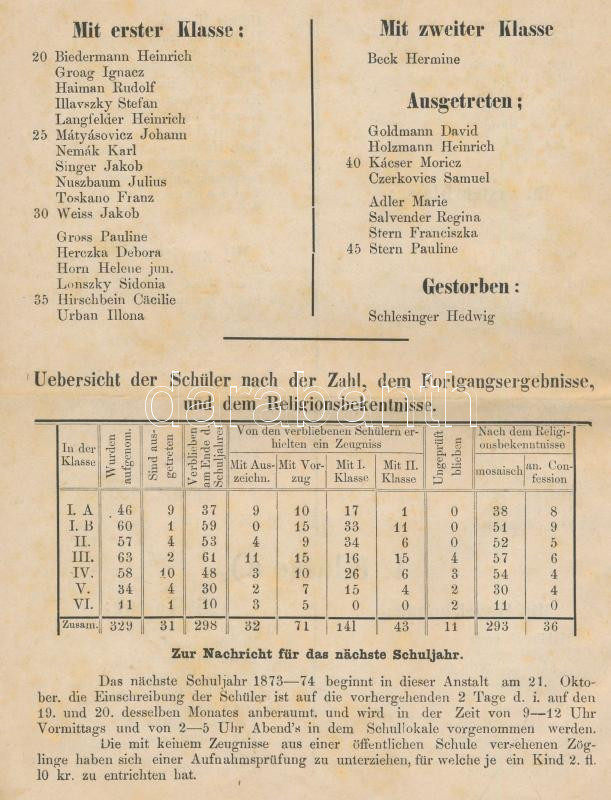 Mit erster Klasse;
20 Biedermann Heinrich
Groag Ignacz
Haiman Rudolf
Illavszky Stefan
Langfelder Heinrich
25 Mátyásovicz Johann
Nemák Karl
Singer Jakob
Nuszbaum Julius
Toskano Franz
30 Weiss Jakob
Gross Pauline
Herczka Debora
Horn Helene jun.
Lonszky Sidonia
35 Hirschbein Cäcilie
Urban Illona
Mit zweiter Klasse
Beck Hermine
Ausgetreten;
Goldmann David
Holzmann Heinrich
40 Kácser Moricz
Czerkovics Samuel
Adler Marie
Salvender Regina
Stern Franziska
45 Stern Pauline
Gestorben:
Schlesinger Hedwig
Uebersicht der Schüler nach der Zahl, dem Fortgangsergebnisse,
und dem Religionsbekentnisse.
darabanth
In der Klasse | Wurden aufgenom. | Sind ausgetreten | Verblieben am Ende d. Schuljahres | Von den verbliebenen Schülern erhielten ein Zeugniss | Ungeprüft blieben | Nach dem Religionsbekenntnisse
Mit Auszeichn. | Mit Vorzug | Mit I. Klasse | Mit II. Klasse | mosaisch | an. Confession
I. A 46 9 37 9 10 17 1 0 38 8
I. B 60 1 59 0 15 33 11 0 51 9
II. 57 4 53 4 9 34 6 0 52 5
III. 63 2 61 11 15 16 15 4 57 6
IV. 58 10 48 3 10 26 6 3 54 4
V. 34 4 30 2 7 15 4 2 30 4
VI. 11 1 10 3 5 0 0 2 11 0
Zusam. 329 31 298 32 71 141 43 11 293 36
Zur Nachricht für das nächste Schuljahr.
Das nächste Schuljahr 1873—74 beginnt in dieser Anstalt am 21. Okto-
ber. die Einschreibung der Schüler ist auf die vorhergehenden 2 Tage d. i. auf den
19. und 20. desselben Monates anberaumt. und wird in der Zeit von 9—12 Uhr
Vormittags und von 2—5 Uhr Abend's in dem Schullokale vorgenommen werden.
Die mit keinem Zeugnisse aus einer öffentlichen Schule versehenen Zög-
linge haben sich einer Aufnahmsprüfung zu unterziehen, für welche je ein Kind 2. fl.
10 kr. zu entrichten hat.